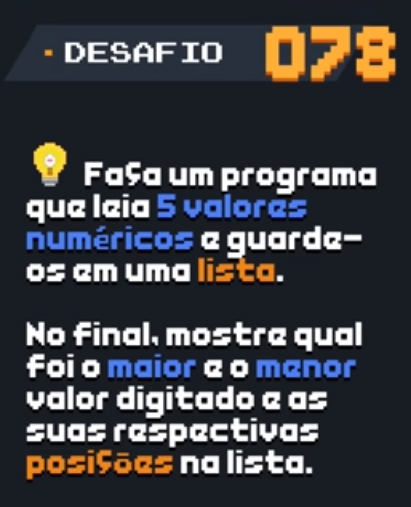 DESAFIO 078
Faça um programa
que leia 5 valores
numéricos e guarde-
os em uma lista.
No final, mostre qual
foi o maior e o menor
valor digitado e as
suas respectivas
posições na lista.